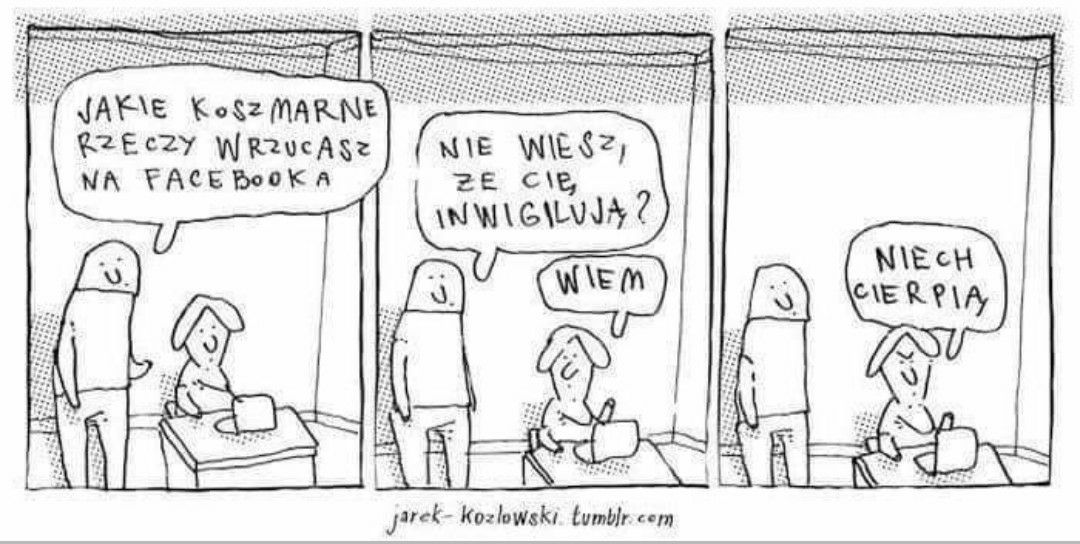 JAKIE KOSZMARNE
RZECZY WRZUCASZ
NA FACEBOOKA
NIE WIESZ,
ŻE CIĘ
INWIGILUJĄ?
WIEM
NIECH
CIERPIĄ
jarek-kozlowski.tumblr.com